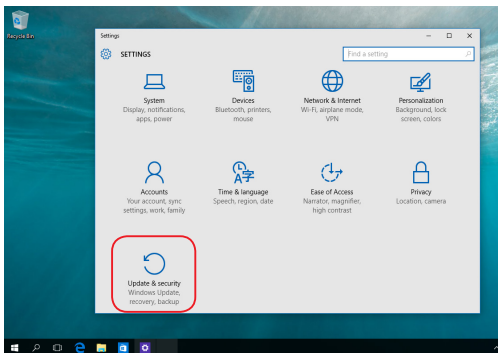 Recycle Bin
Settings
SETTINGS
Find a setting
System
Display, notifications,
apps, power
Devices
Bluetooth, printers,
mouse
Network & Internet
Wi-Fi, airplane mode,
VPN
Personalization
Background, lock
screen, colors
Accounts
Your account, sync
settings, work, family
Time & language
Speech, region, date
Ease of Access
Narrator, magnifier,
high contrast
Privacy
Location, camera
Update & security
Windows Update,
recovery, backup